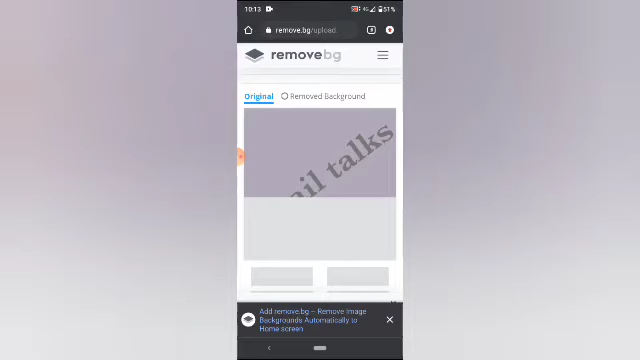 10:13
4G 51%
remove.bg/upload
removebg
Original
Removed Background
ail talks
Add remove.bg – Remove Image
Backgrounds Automatically to
Home screen